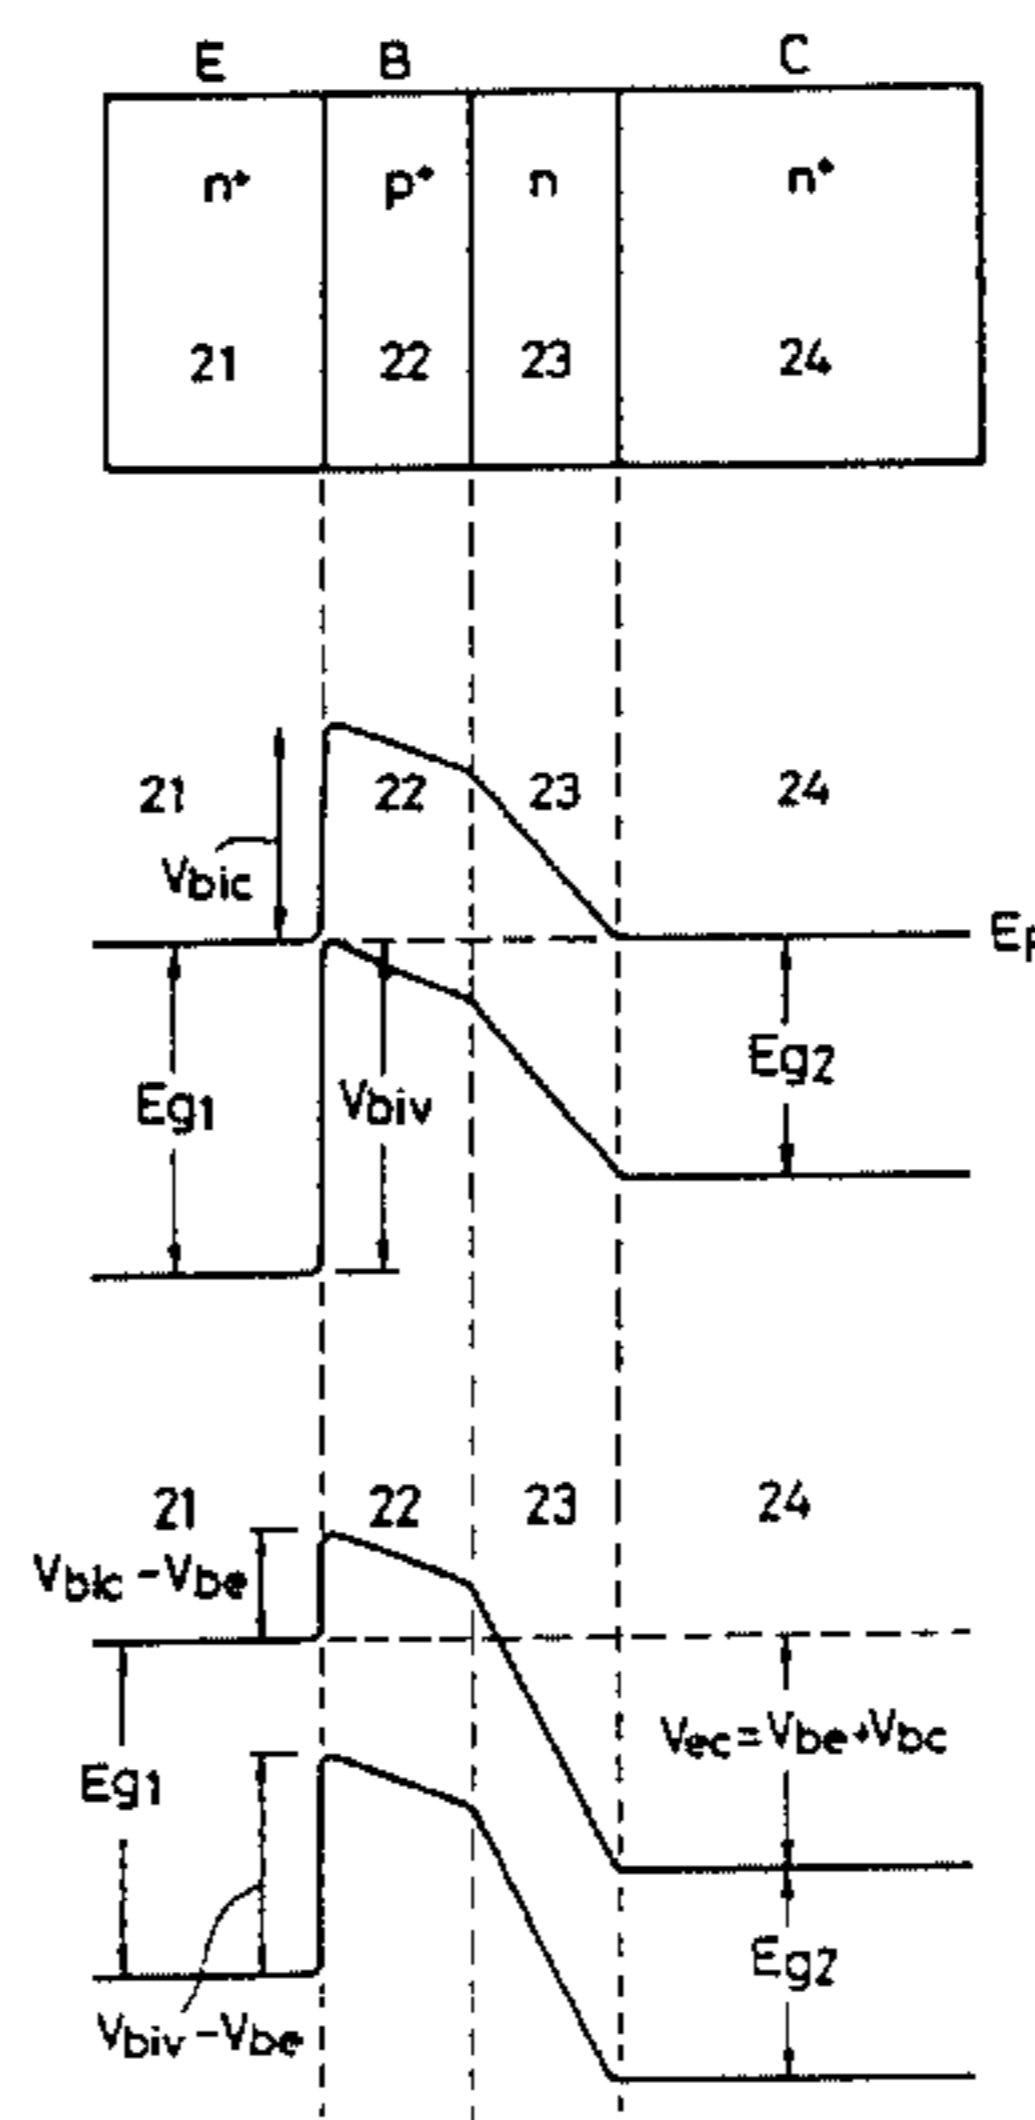 E B C
n⁺ p⁺ n n⁺
21 22 23 24
21 22 23 24
Vbic
Eg1 Vbiv Eg2
21 22 23 24
Vbic - Vbe
Vec = Vbe + Vbc
Eg1
Eg2
Vbiv - Vbe